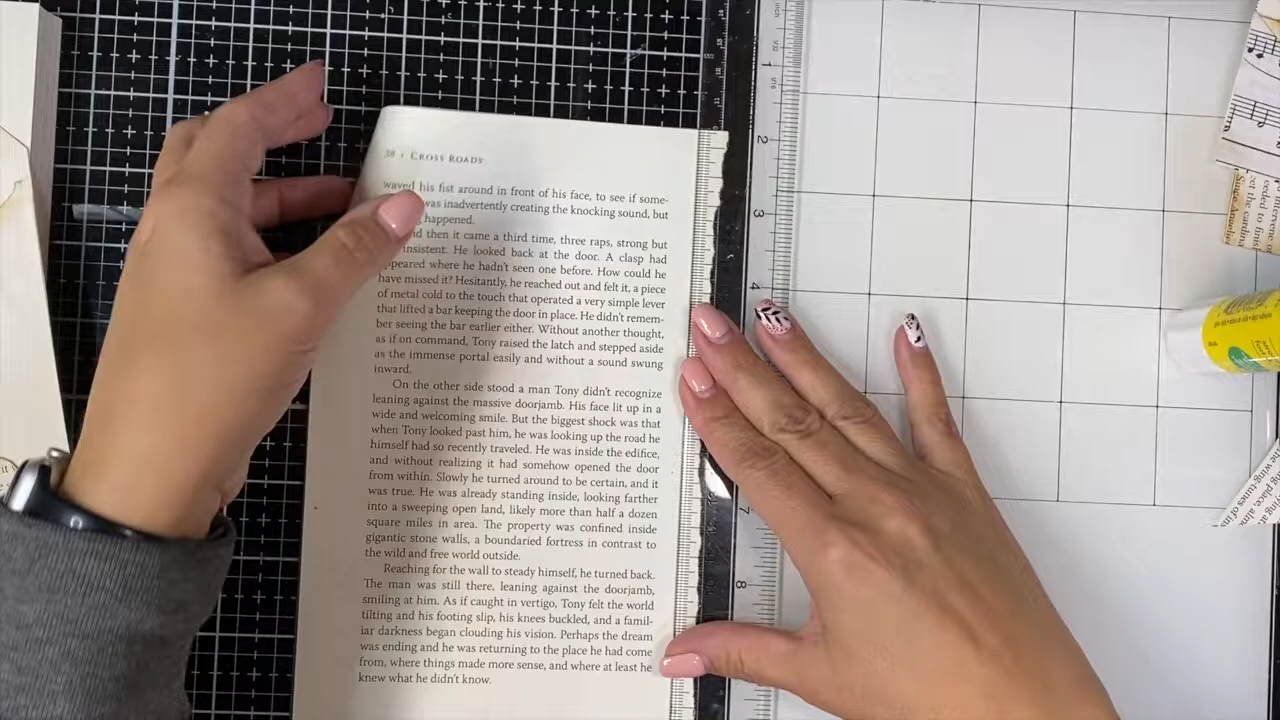 38 • CROSS ROADS
waved his fist around in front of his face, to see if some-
was inadvertently creating the knocking sound, but
happened.
nd then it came a third time, three raps, strong but
insistent. He looked back at the door. A clasp had
appeared where he hadn't seen one before. How could he
have missed it? Hesitantly, he reached out and felt it, a piece
of metal cold to the touch that operated a very simple lever
that lifted a bar keeping the door in place. He didn't remem-
ber seeing the bar earlier either. Without another thought,
as if on command, Tony raised the latch and stepped aside
as the immense portal easily and without a sound swung
inward.
On the other side stood a man Tony didn't recognize
leaning against the massive doorjamb. His face lit up in a
wide and welcoming smile. But the biggest shock was that
when Tony looked past him, he was looking up the road he
himself had so recently traveled. He was inside the edifice,
and without realizing it had somehow opened the door
from within. Slowly he turned around to be certain, and it
was true. He was already standing inside, looking farther
into a sweeping open land, likely more than half a dozen
square miles in area. The property was confined inside
gigantic stone walls, a boundaried fortress in contrast to
the wild and free world outside.
Reaching for the wall to steady himself, he turned back.
The man was still there, leaning against the doorjamb,
smiling at him. As if caught in vertigo, Tony felt the world
tilting and his footing slip, his knees buckled, and a famil-
iar darkness began clouding his vision. Perhaps the dream
was ending and he was returning to the place he had come
from, where things made more sense, and where at least he
knew what he didn't know.
inch
1/32
1
1/16
2
3
4
7
8